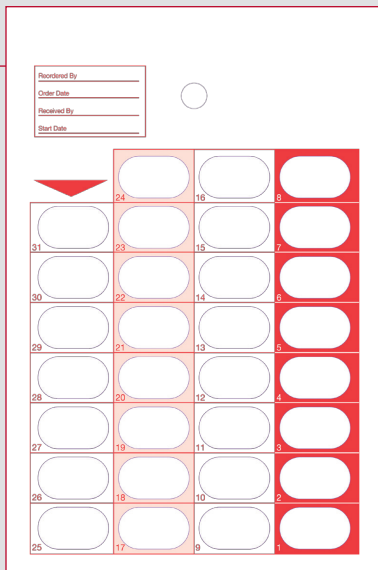 Reordered By
Order Date
Received By
Start Date
24 16 8
31 23 15 7
30 22 14 6
29 21 13 5
28 20 12 4
27 19 11 3
26 18 10 2
25 17 9 1